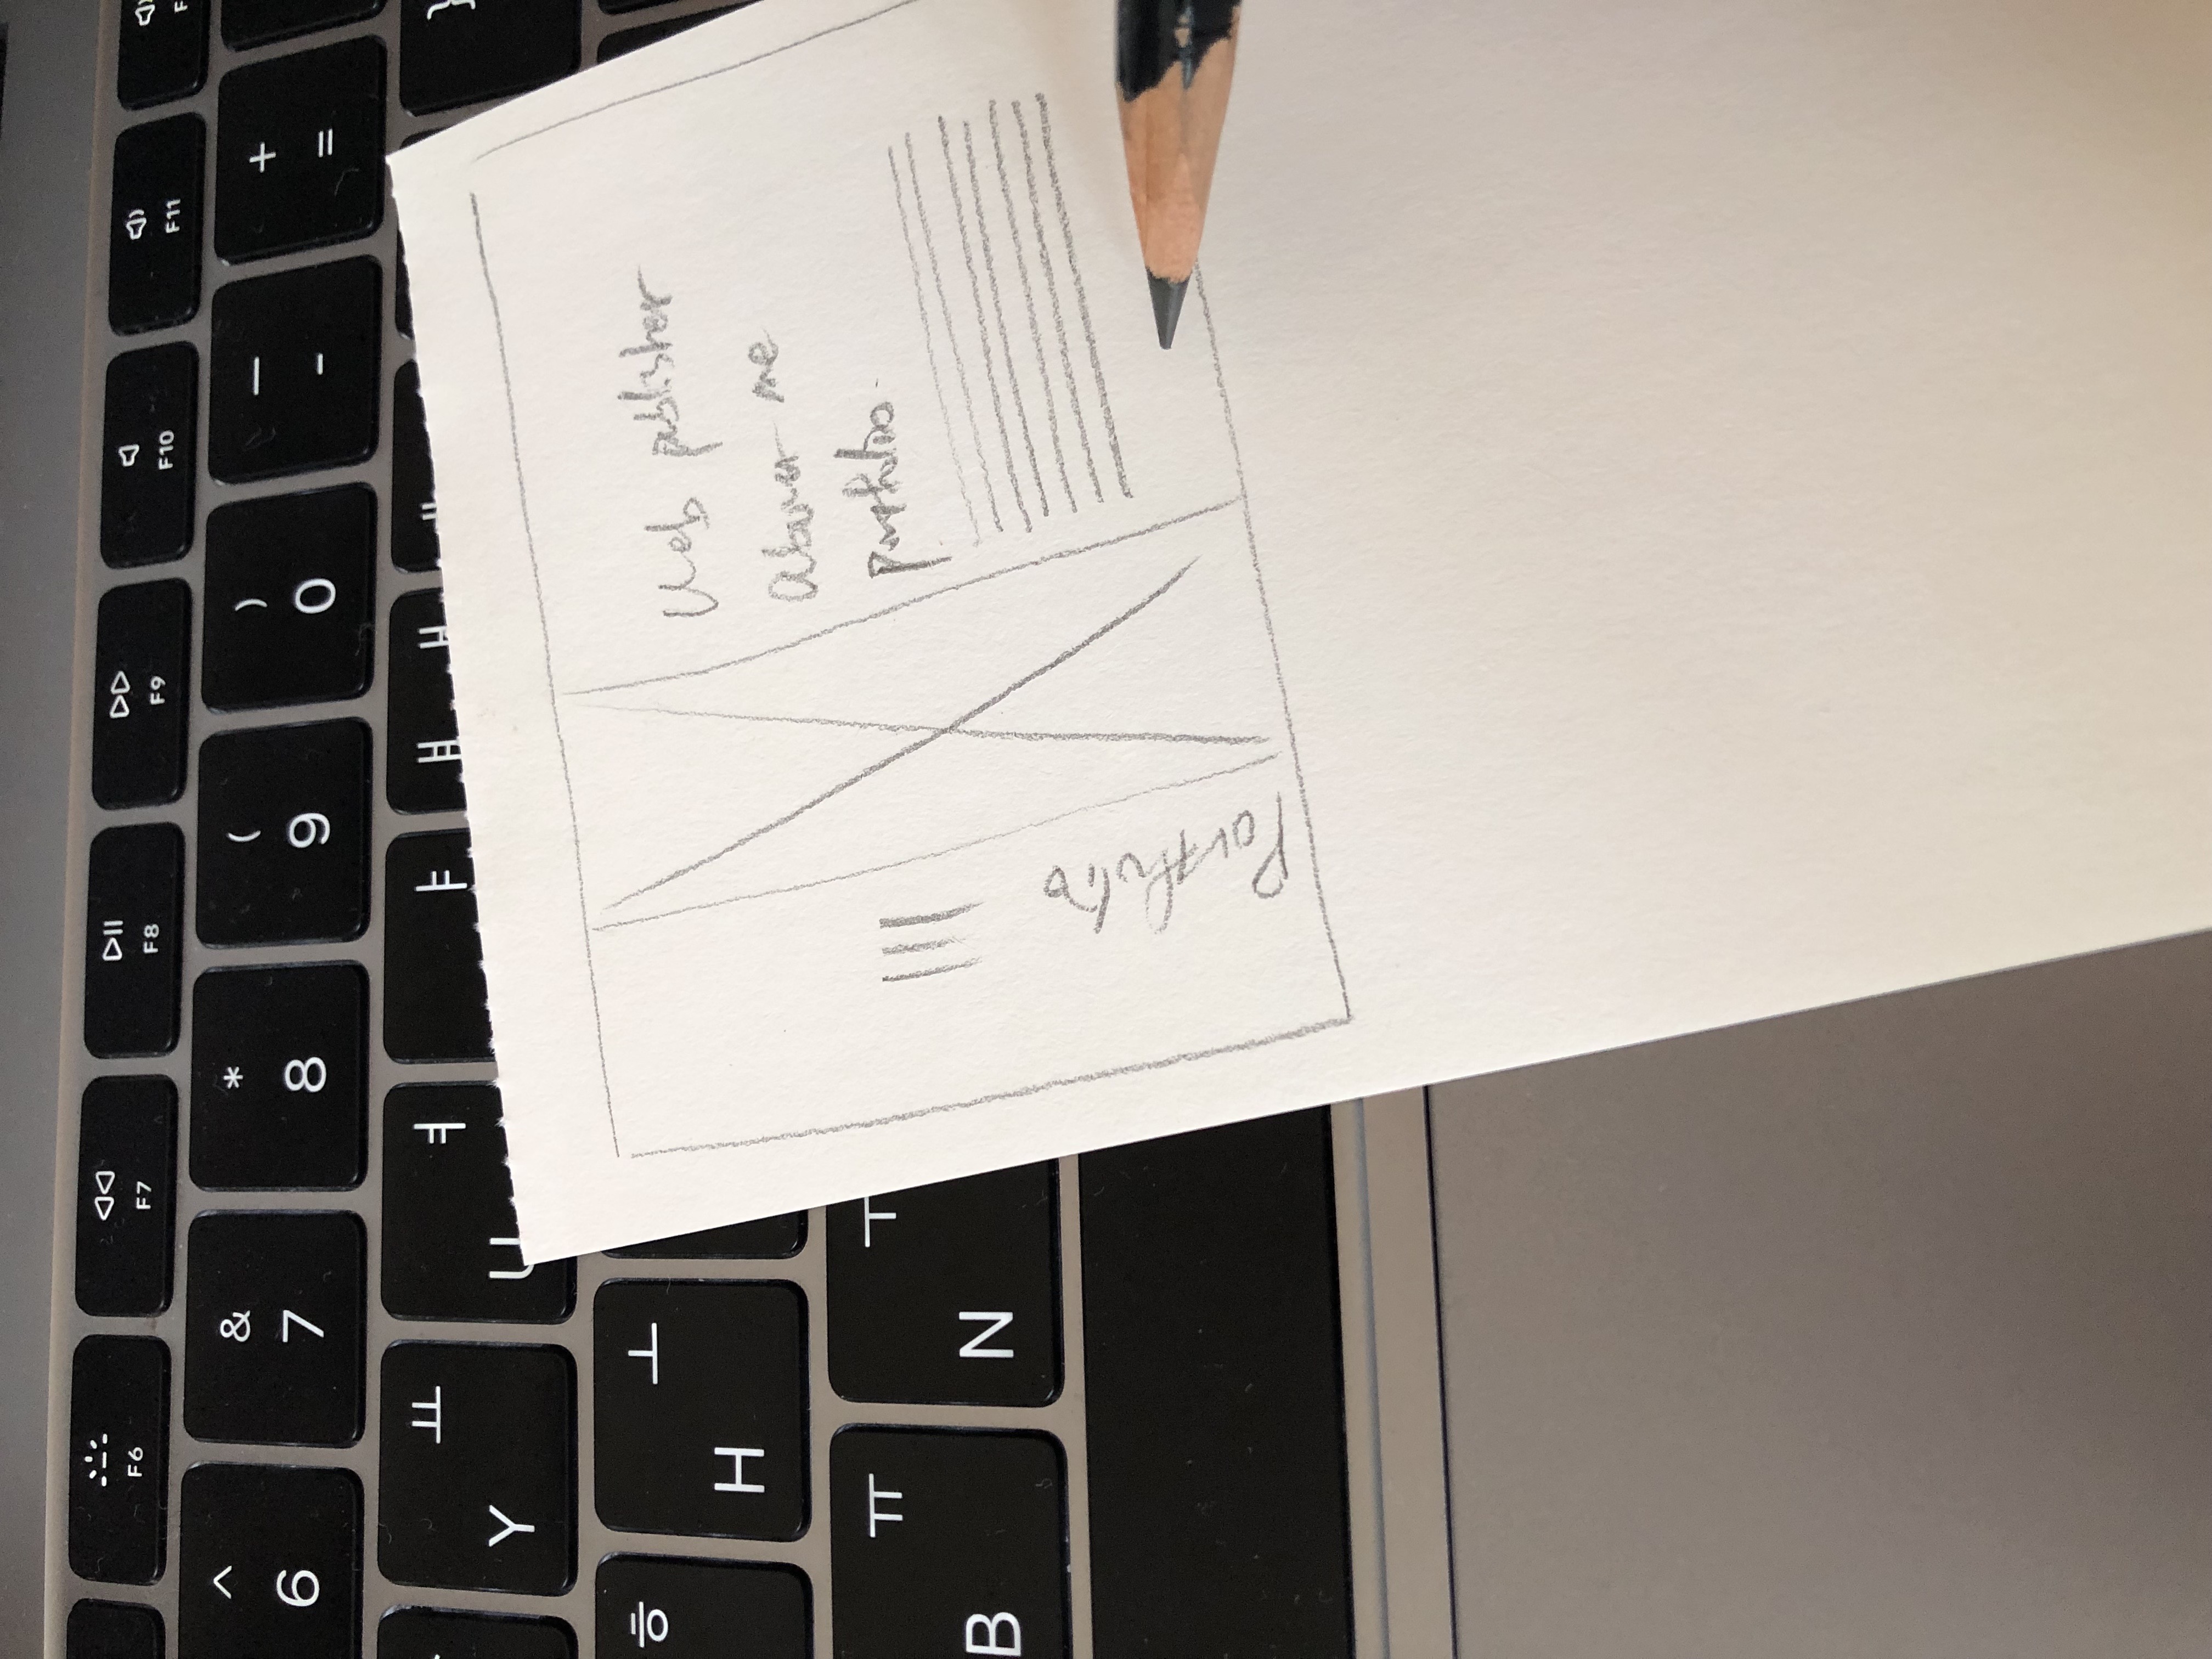 F6 F7 F8 F9 F10 F11
^ & * ( ) — +
6 7 8 9 0 - =
Y ㅛ U ㅕ ㅑ }
ㅎ H ㅗ
B ㅠ N ㅜ
Portfolio
Web publisher
About me
portfolio.